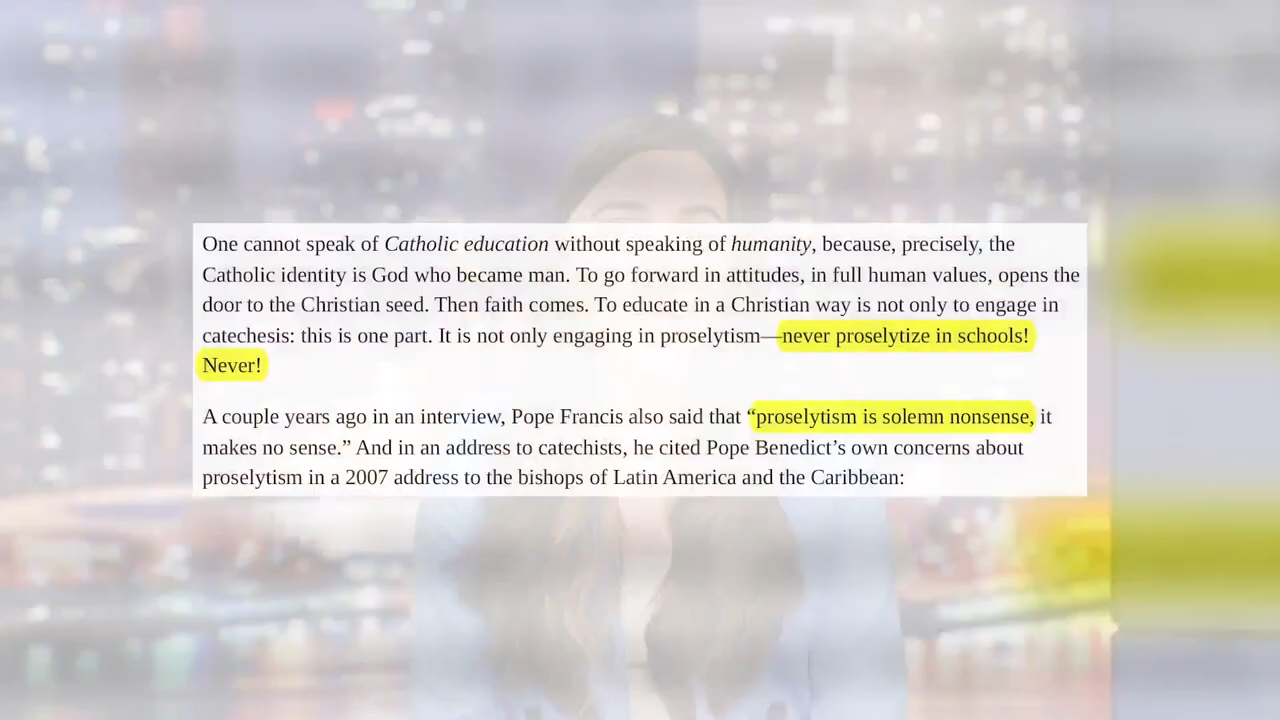 One cannot speak of Catholic education without speaking of humanity, because, precisely, the
Catholic identity is God who became man. To go forward in attitudes, in full human values, opens the
door to the Christian seed. Then faith comes. To educate in a Christian way is not only to engage in
catechesis: this is one part. It is not only engaging in proselytism—never proselytize in schools!
Never!
A couple years ago in an interview, Pope Francis also said that “proselytism is solemn nonsense, it
makes no sense.” And in an address to catechists, he cited Pope Benedict’s own concerns about
proselytism in a 2007 address to the bishops of Latin America and the Caribbean: